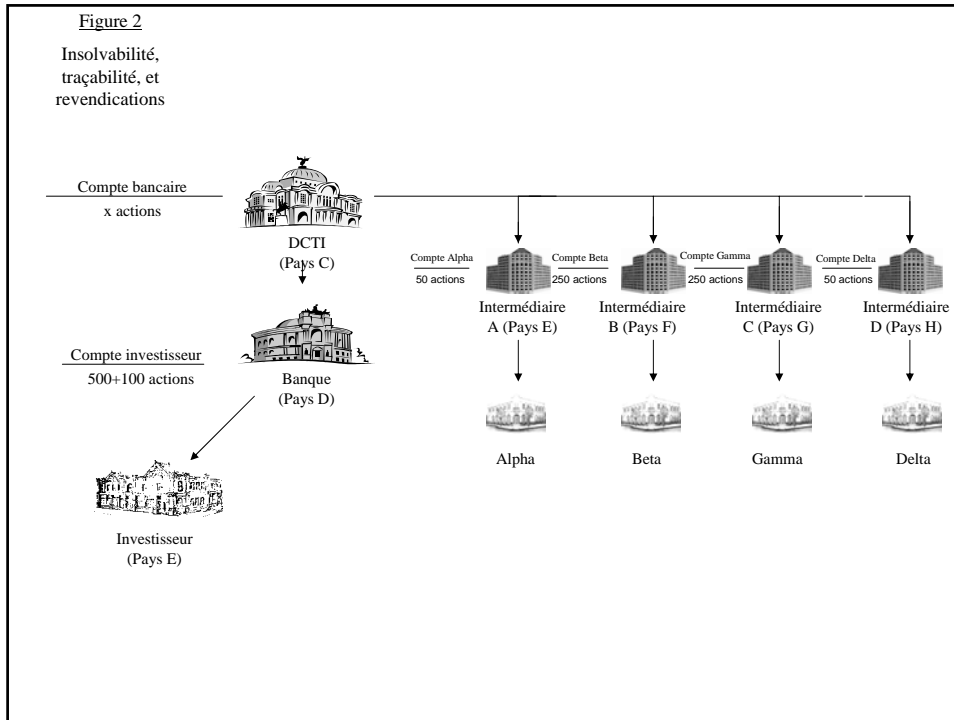 Figure 2
Insolvabilité,
traçabilité, et
revendications
Compte bancaire
x actions
DCTI
(Pays C)
Compte Alpha
50 actions
Compte Beta
250 actions
Compte Gamma
250 actions
Compte Delta
50 actions
Intermédiaire
A (Pays E)
Intermédiaire
B (Pays F)
Intermédiaire
C (Pays G)
Intermédiaire
D (Pays H)
Compte investisseur
500+100 actions
Banque
(Pays D)
Alpha
Beta
Gamma
Delta
Investisseur
(Pays E)